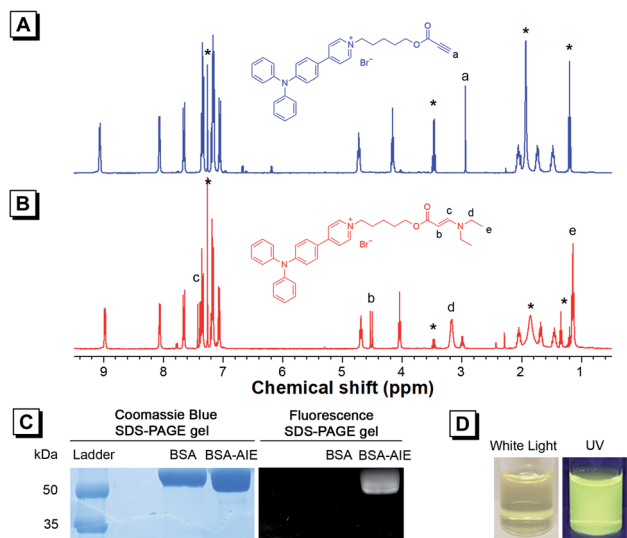 A
N+
O
O
a
Br−
N
*
*
a
*
*
B
N+
O
O
c
b
N
d
e
Br−
N
*
c
b
*
d
*
*
e
9 8 7 6 5 4 3 2 1
Chemical shift (ppm)
C
Coomassie Blue
SDS-PAGE gel
Fluorescence
SDS-PAGE gel
kDa Ladder BSA BSA-AIE BSA BSA-AIE
50
35
D
White Light UV